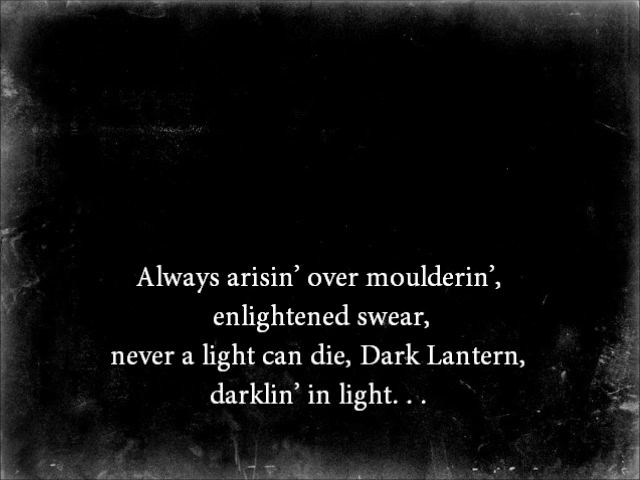 Always arisin’ over moulderin’,
enlightened swear,
never a light can die, Dark Lantern,
darklin’ in light. . .